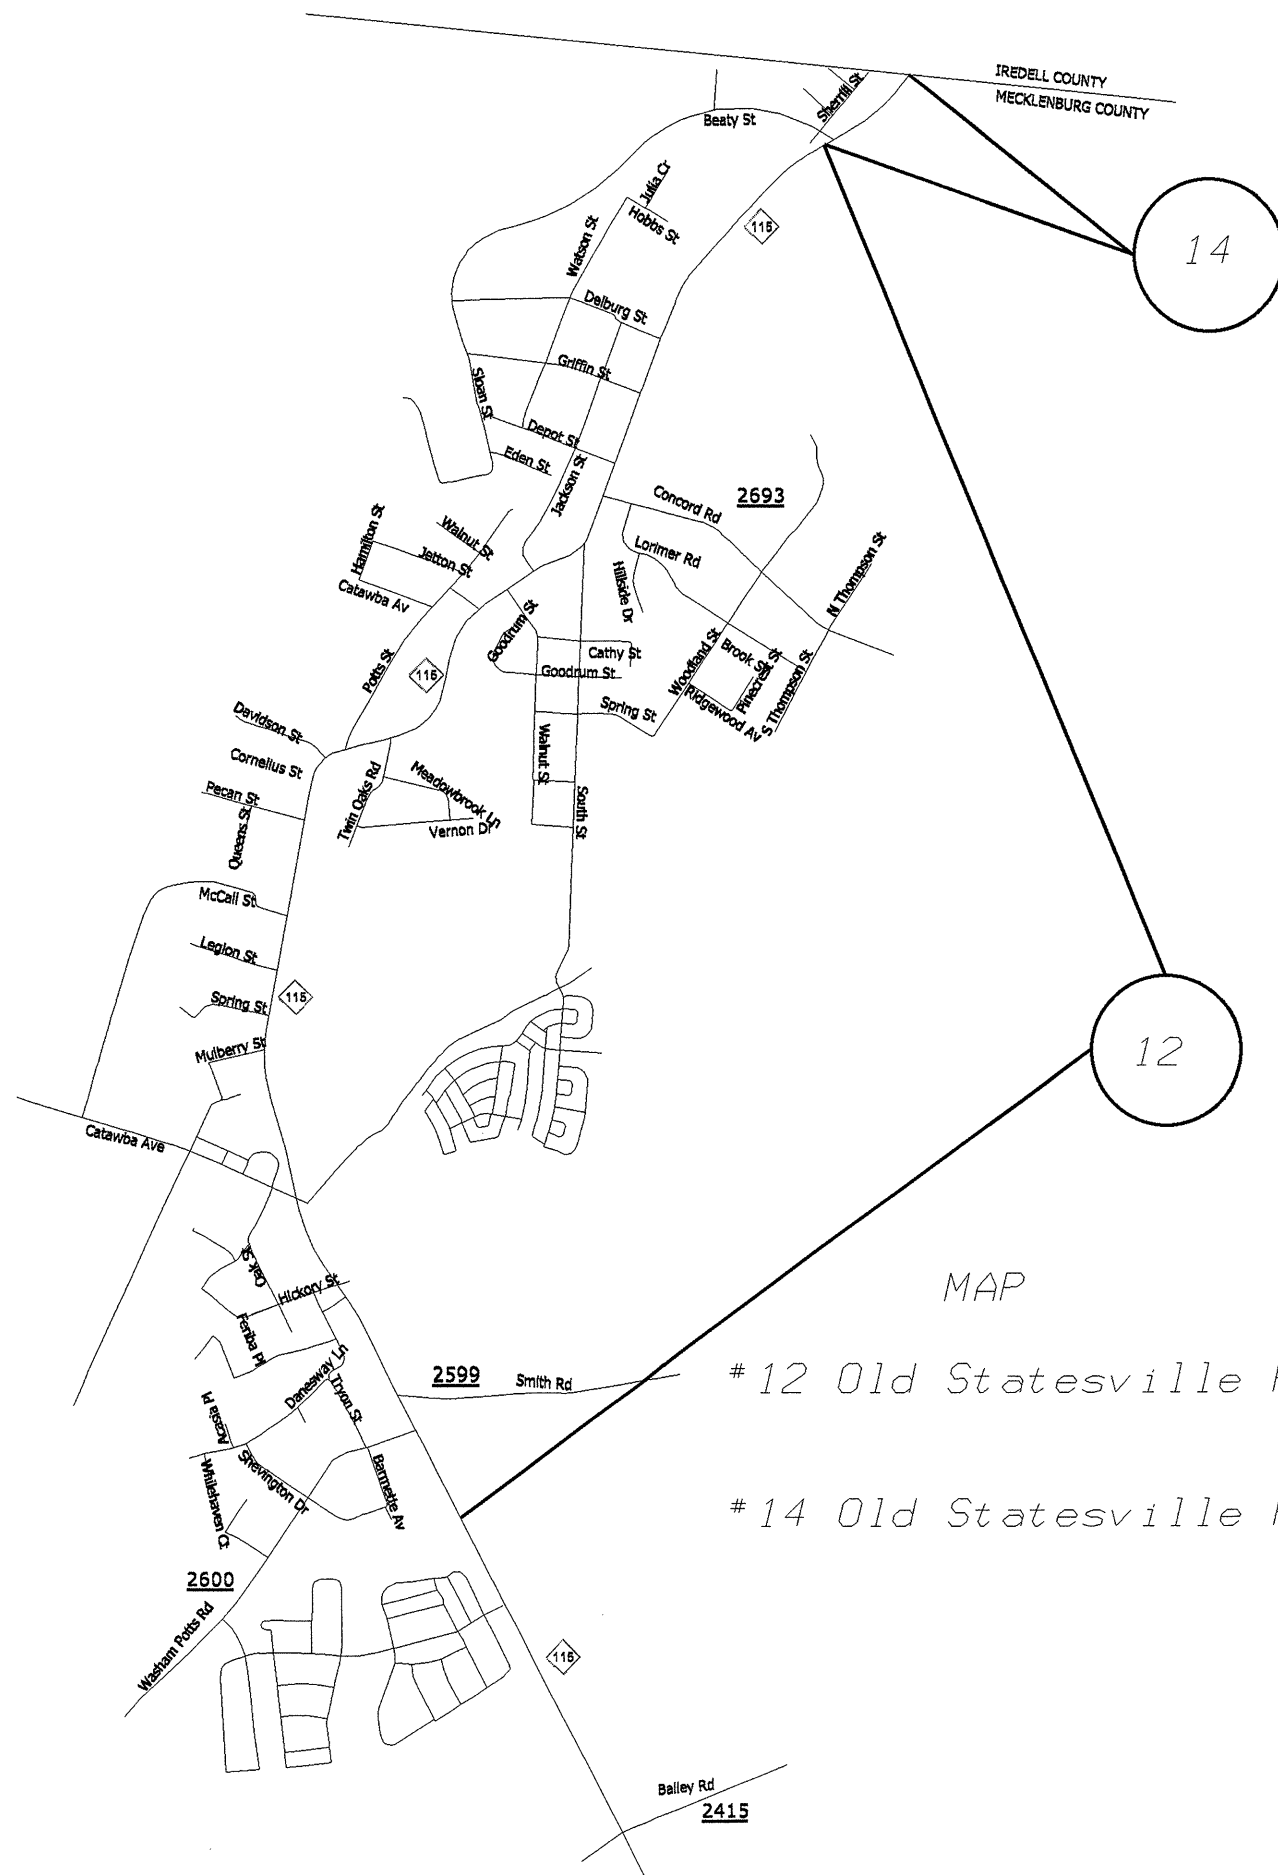 IREDELL COUNTY
MECKLENBURG COUNTY
Sherrill St
Beaty St
Julia Cr
Hobbs St
Watson St
115
14
Delburg St
Griffin St
Sloan St
Depot St
Eden St
Jackson St
Concord Rd
2693
Hamilton St
Walnut St
Jetton St
Catawba Av
Lorimer Rd
Hillside Dr
N Thompson St
Goodrum St
Cathy St
Goodrum St
Woodland St
Brook St
Pinecrest St
S Thompson St
Ridgewood Av
Potts St
115
Spring St
Davidson St
Cornelius St
Pecan St
Queens St
Twin Oaks Rd
Meadowbrook Ln
Vernon Dr
Walnut St
South St
McCall St
Legion St
Spring St
115
Mulberry St
12
Catawba Ave
Oak St
Hickory St
Feriba Pl
MAP
Danesway Ln
2599
Smith Rd
#12 Old Statesville
Acasia Pl
Tryon St
Whitehaven Ct
Shevington Dr
Barnette Av
#14 Old Statesville
2600
Washam Potts Rd
115
Bailey Rd
2415